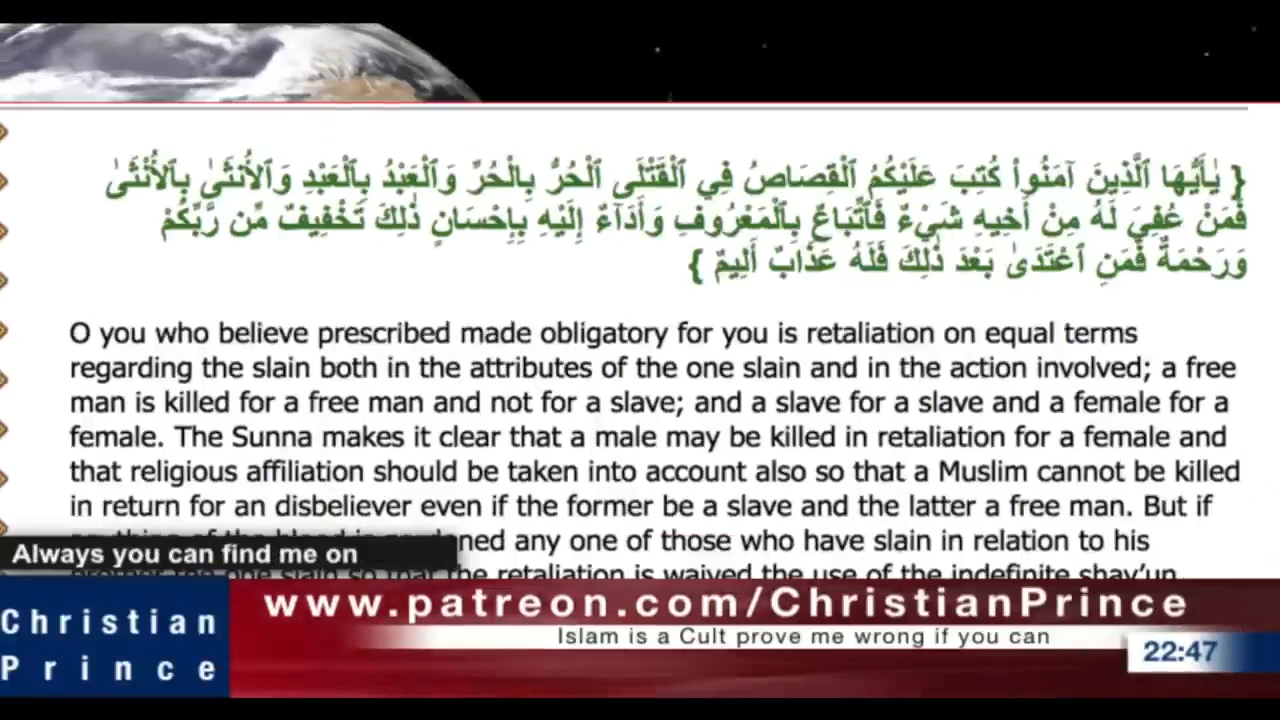 { يٰأَيُّهَا ٱلَّذِينَ آمَنُواْ كُتِبَ عَلَيْكُمُ ٱلْقِصَاصُ فِي ٱلْقَتْلَى ٱلْحُرُّ بِالْحُرِّ وَٱلْعَبْدُ بِٱلْعَبْدِ وَٱلأُنثَىٰ بِٱلأُنْثَىٰ
فَمَنْ عُفِيَ لَهُ مِنْ أَخِيهِ شَيْءٌ فَٱتِّبَاعٌ بِٱلْمَعْرُوفِ وَأَدَآءٌ إِلَيْهِ بِإِحْسَانٍ ذٰلِكَ تَخْفِيفٌ مِّن رَّبِّكُمْ
وَرَحْمَةٌ فَمَنِ ٱعْتَدَىٰ بَعْدَ ذٰلِكَ فَلَهُ عَذَابٌ أَلِيمٌ }
O you who believe prescribed made obligatory for you is retaliation on equal terms
regarding the slain both in the attributes of the one slain and in the action involved; a free
man is killed for a free man and not for a slave; and a slave for a slave and a female for a
female. The Sunna makes it clear that a male may be killed in retaliation for a female and
that religious affiliation should be taken into account also so that a Muslim cannot be killed
in return for an disbeliever even if the former be a slave and the latter a free man. But if
any one of those who have slain in relation to his
the retaliation is waived the use of the indefinite shay'un
Always you can find me on
www.patreon.com/ChristianPrince
Islam is a Cult prove me wrong if you can
Christian
Prince
22:47